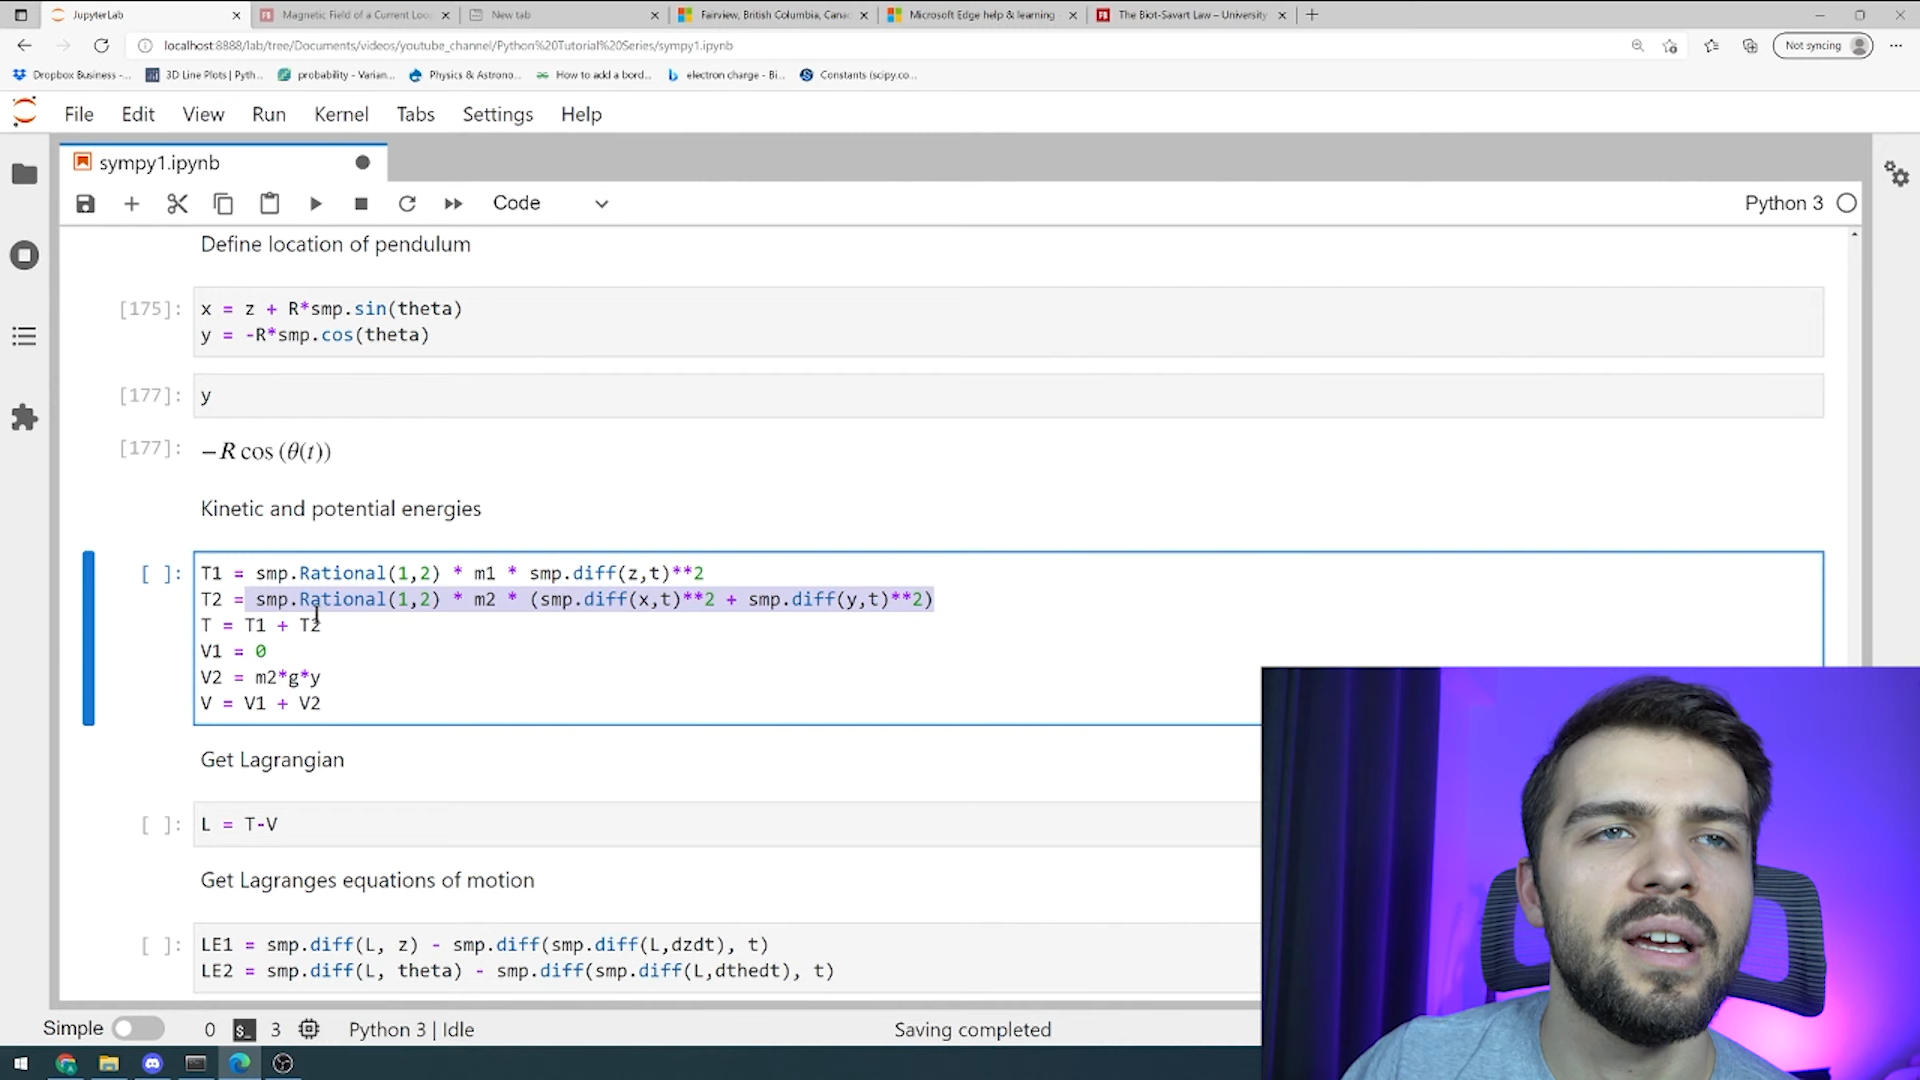 JupyterLab
Magnetic Field of a Current Loo
New tab
Fairview, British Columbia, Cana
Microsoft Edge help & learning
The Biot-Savart Law – University
localhost:8888/lab/tree/Documents/videos/youtube_channel/Python%20Tutorial%20Series/sympy1.ipynb
Not syncing
Dropbox Business -...
3D Line Plots | Pyth...
probability - Varian...
Physics & Astrono...
How to add a bord...
electron charge - Bi...
Constants (scipy.co...
File Edit View Run Kernel Tabs Settings Help
sympy1.ipynb
Code
Python 3
Define location of pendulum
[175]: x = z + R*smp.sin(theta)
y = -R*smp.cos(theta)
[177]: y
[177]: −R cos (θ(t))
Kinetic and potential energies
[ ]: T1 = smp.Rational(1,2) * m1 * smp.diff(z,t)**2
T2 = smp.Rational(1,2) * m2 * (smp.diff(x,t)**2 + smp.diff(y,t)**2)
T = T1 + T2
V1 = 0
V2 = m2*g*y
V = V1 + V2
Get Lagrangian
[ ]: L = T-V
Get Lagranges equations of motion
[ ]: LE1 = smp.diff(L, z) - smp.diff(smp.diff(L,dzdt), t)
LE2 = smp.diff(L, theta) - smp.diff(smp.diff(L,dthedt), t)
Simple 0 $_ 3 Python 3 | Idle Saving completed